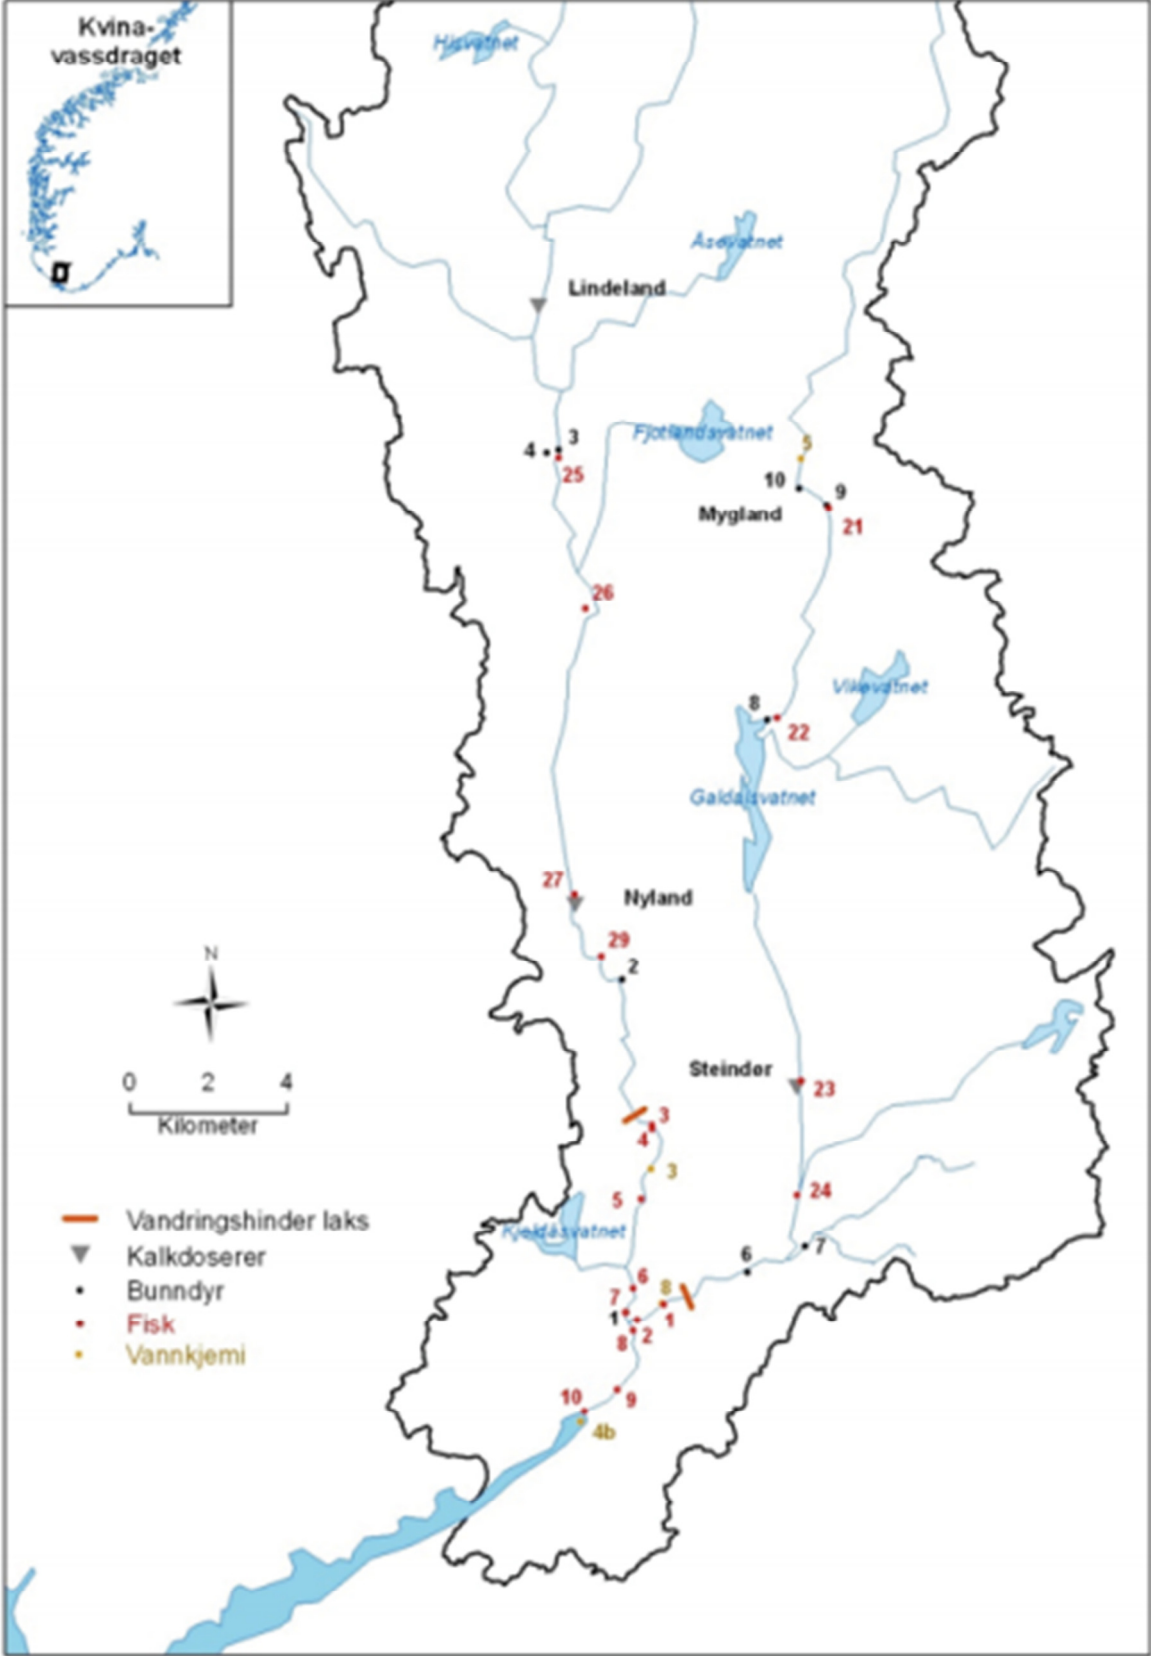 Kvina-
vassdraget
Hisvatnet
Åsevatnet
Lindeland
Fjotlandsvatnet
3
4
25
5
10
9
Mygland
21
26
Vikevatnet
8
22
Galdalsvatnet
27
Nyland
29
2
N
Steindør
0 2 4
Kilometer
23
3
4
3
5
24
Vandringshinder laks
Kjeldåsvatnet
Kalkdoserer
7
6
Bunndyr
6
8
7
1
1
Fisk
2
8
Vannkjemi
10
9
4b